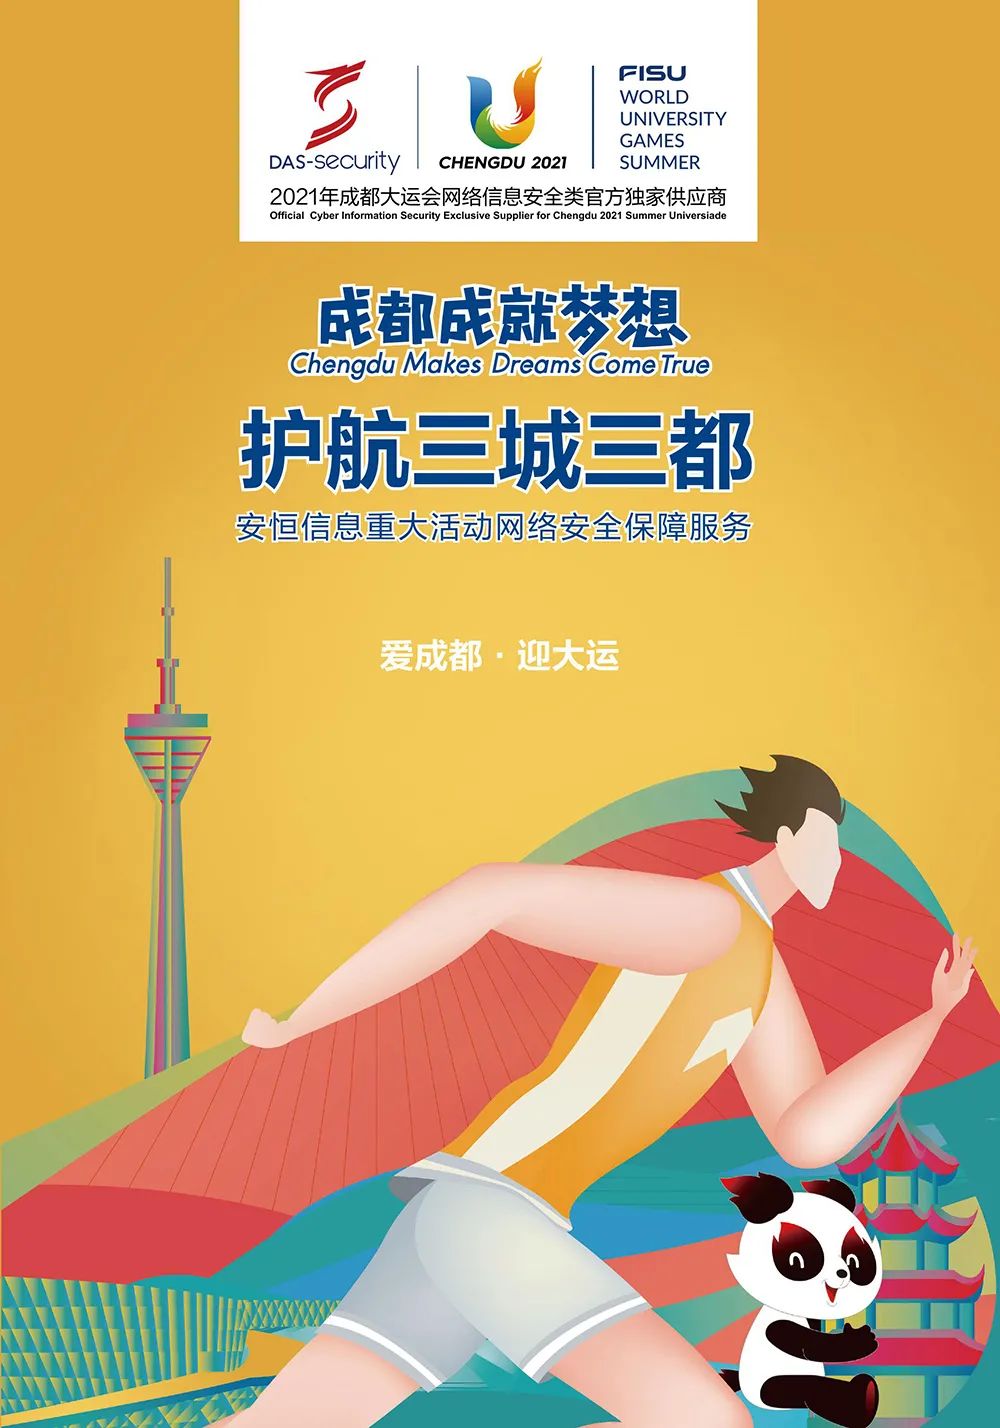 DAS-security
CHENGDU 2021
FISU
WORLD
UNIVERSITY
GAMES
SUMMER
2021年成都大运会网络信息安全类官方独家供应商
Official Cyber Information Security Exclusive Supplier for Chengdu 2021 Summer Universiade
成都成就梦想
Chengdu Makes Dreams Come True
护航三城三都
安恒信息重大活动网络安全保障服务
爱成都·迎大运